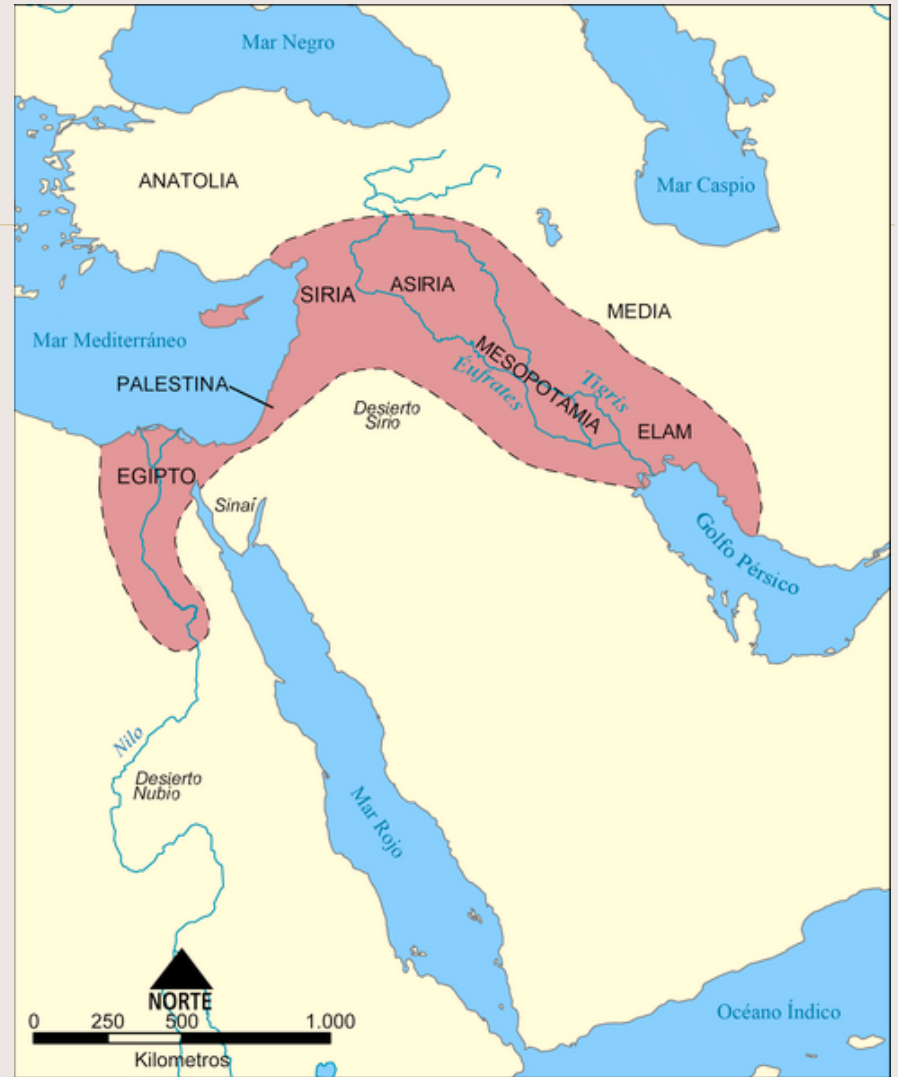 Mar Negro
ANATOLIA
Mar Caspio
SIRIA
ASIRIA
MEDIA
Mar Mediterráneo
MESOPOTAMIA
Éufrates
Tigris
PALESTINA
Desierto
Sirio
ELAM
EGIPTO
Sinaí
Golfo Pérsico
Nilo
Desierto
Nubio
Mar Rojo
NORTE
0 250 500 1.000
Kilometros
Océano Índico